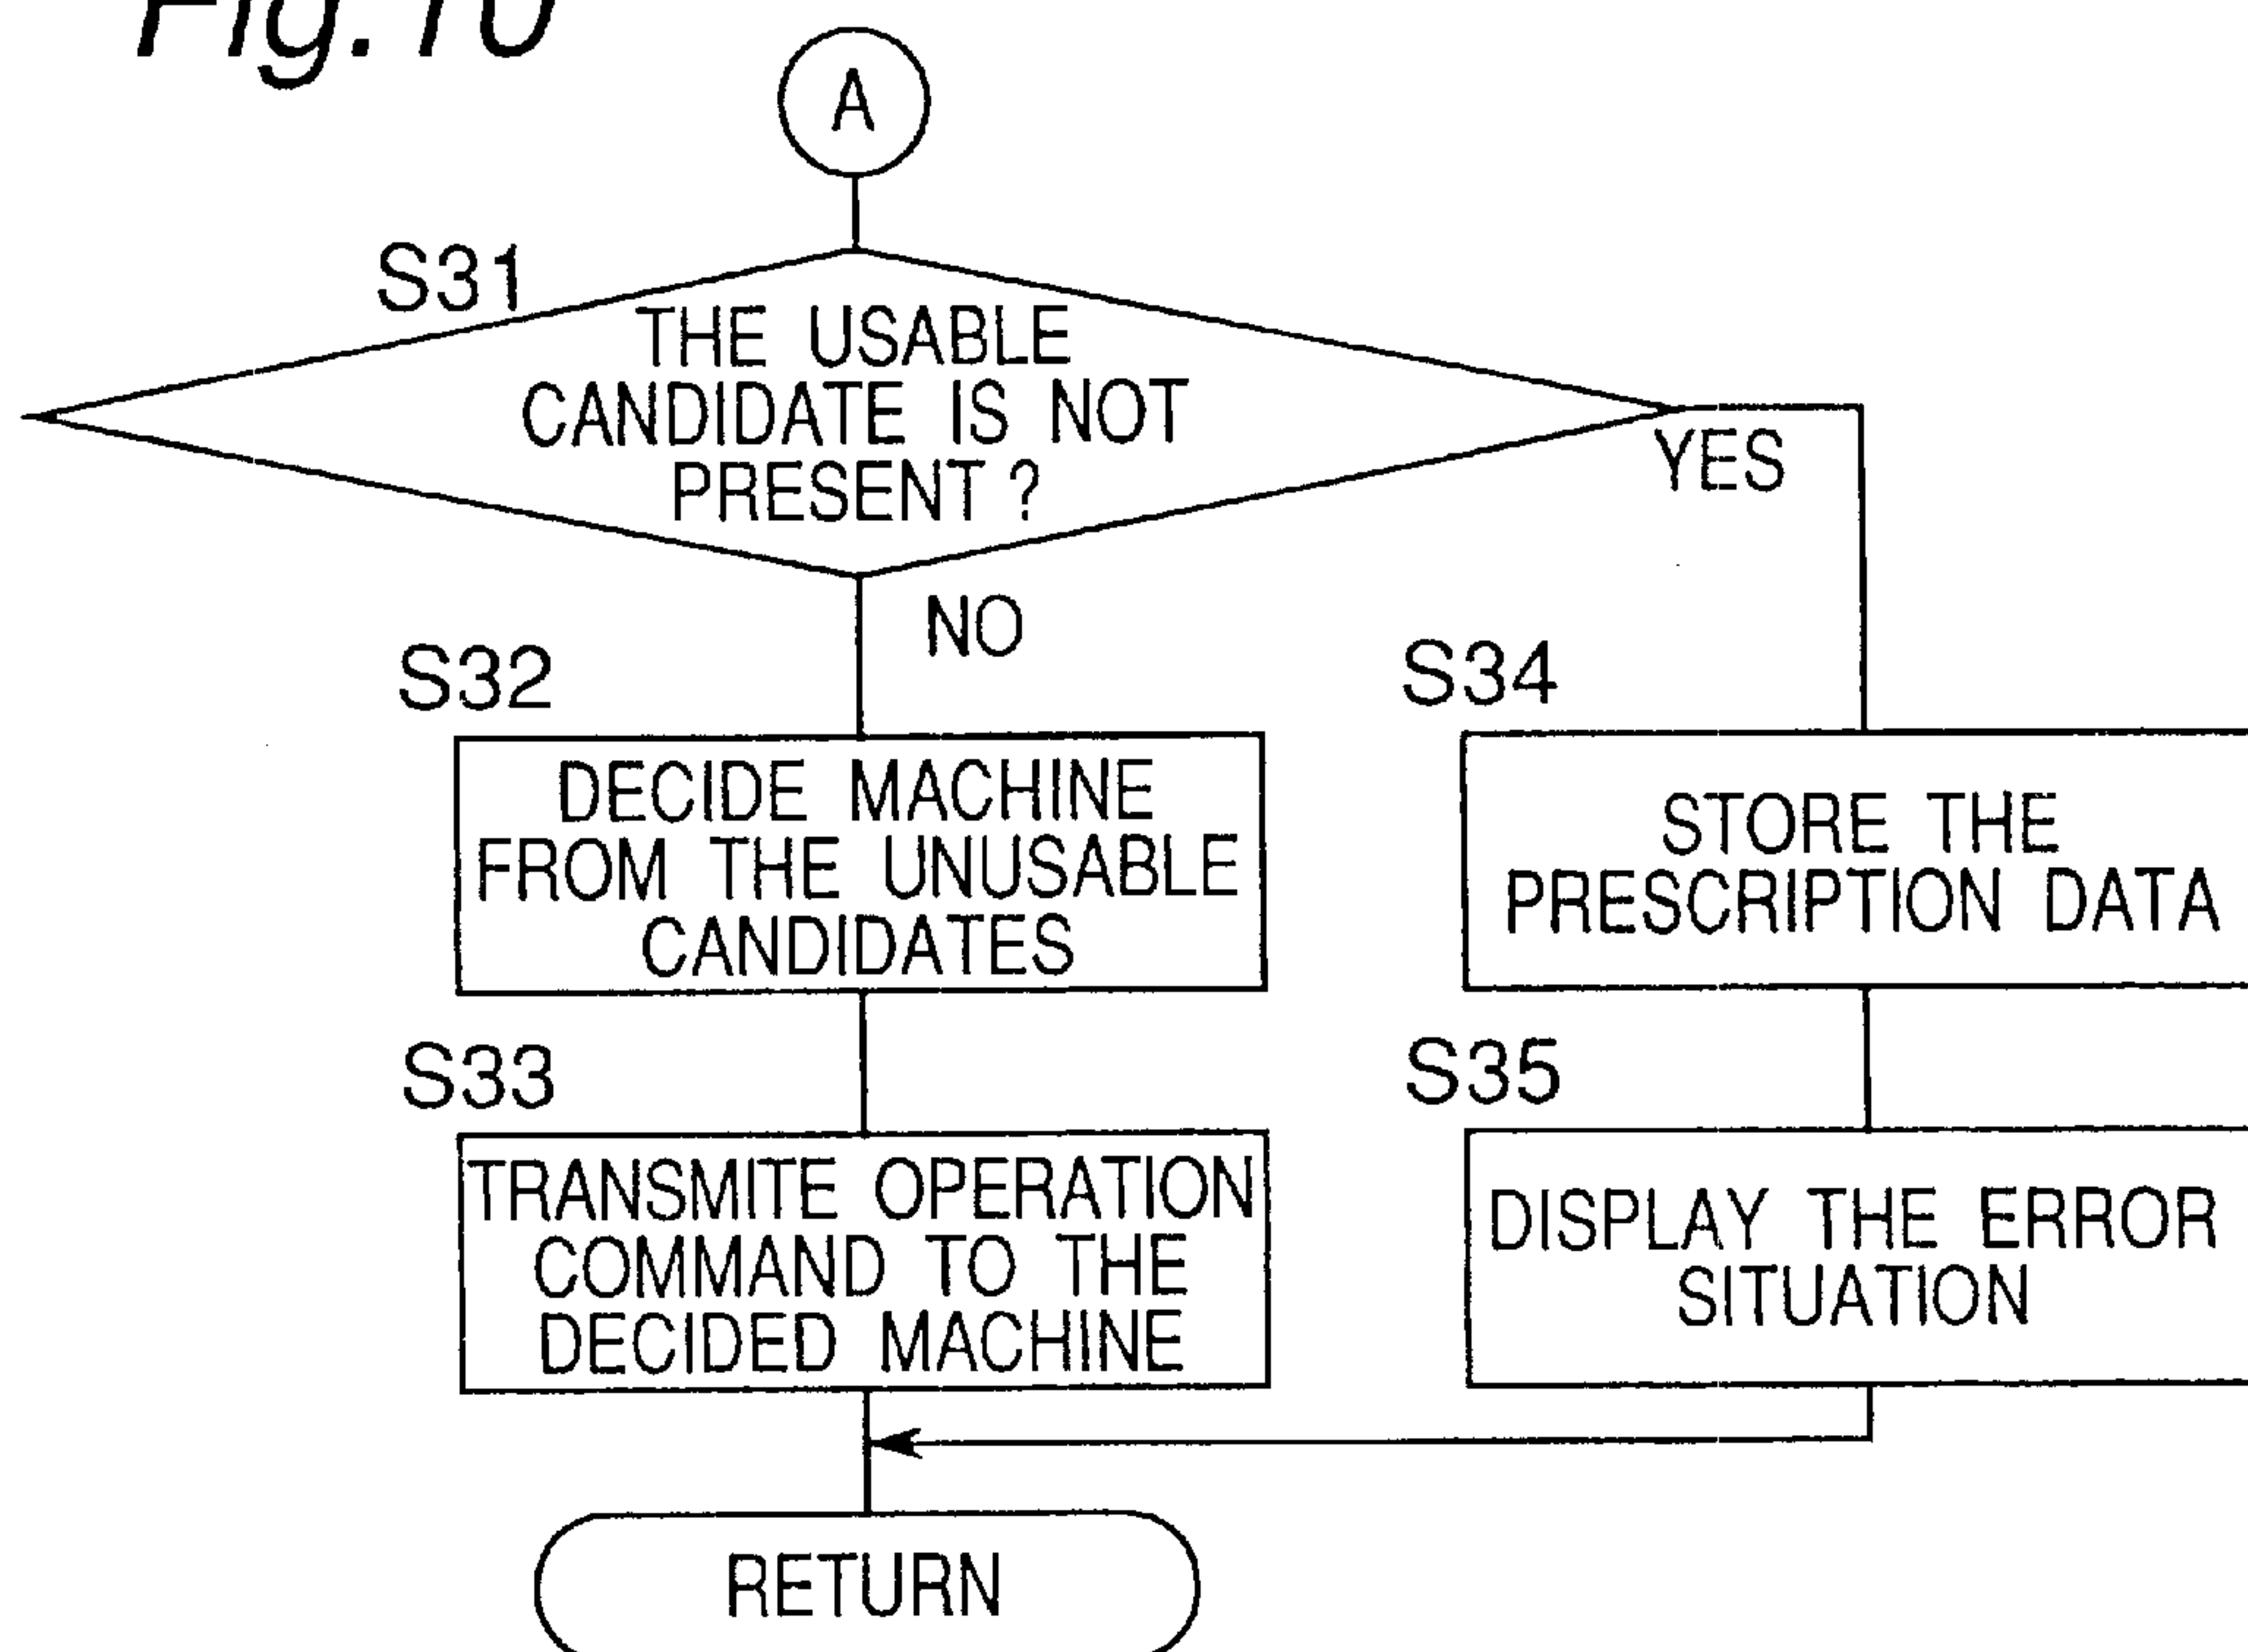 Fig.10
A
S31
THE USABLE
CANDIDATE IS NOT
PRESENT ?
YES
NO
S32
DECIDE MACHINE
FROM THE UNUSABLE
CANDIDATES
S34
STORE THE
PRESCRIPTION DATA
S33
TRANSMITE OPERATION
COMMAND TO THE
DECIDED MACHINE
S35
DISPLAY THE ERROR
SITUATION
RETURN